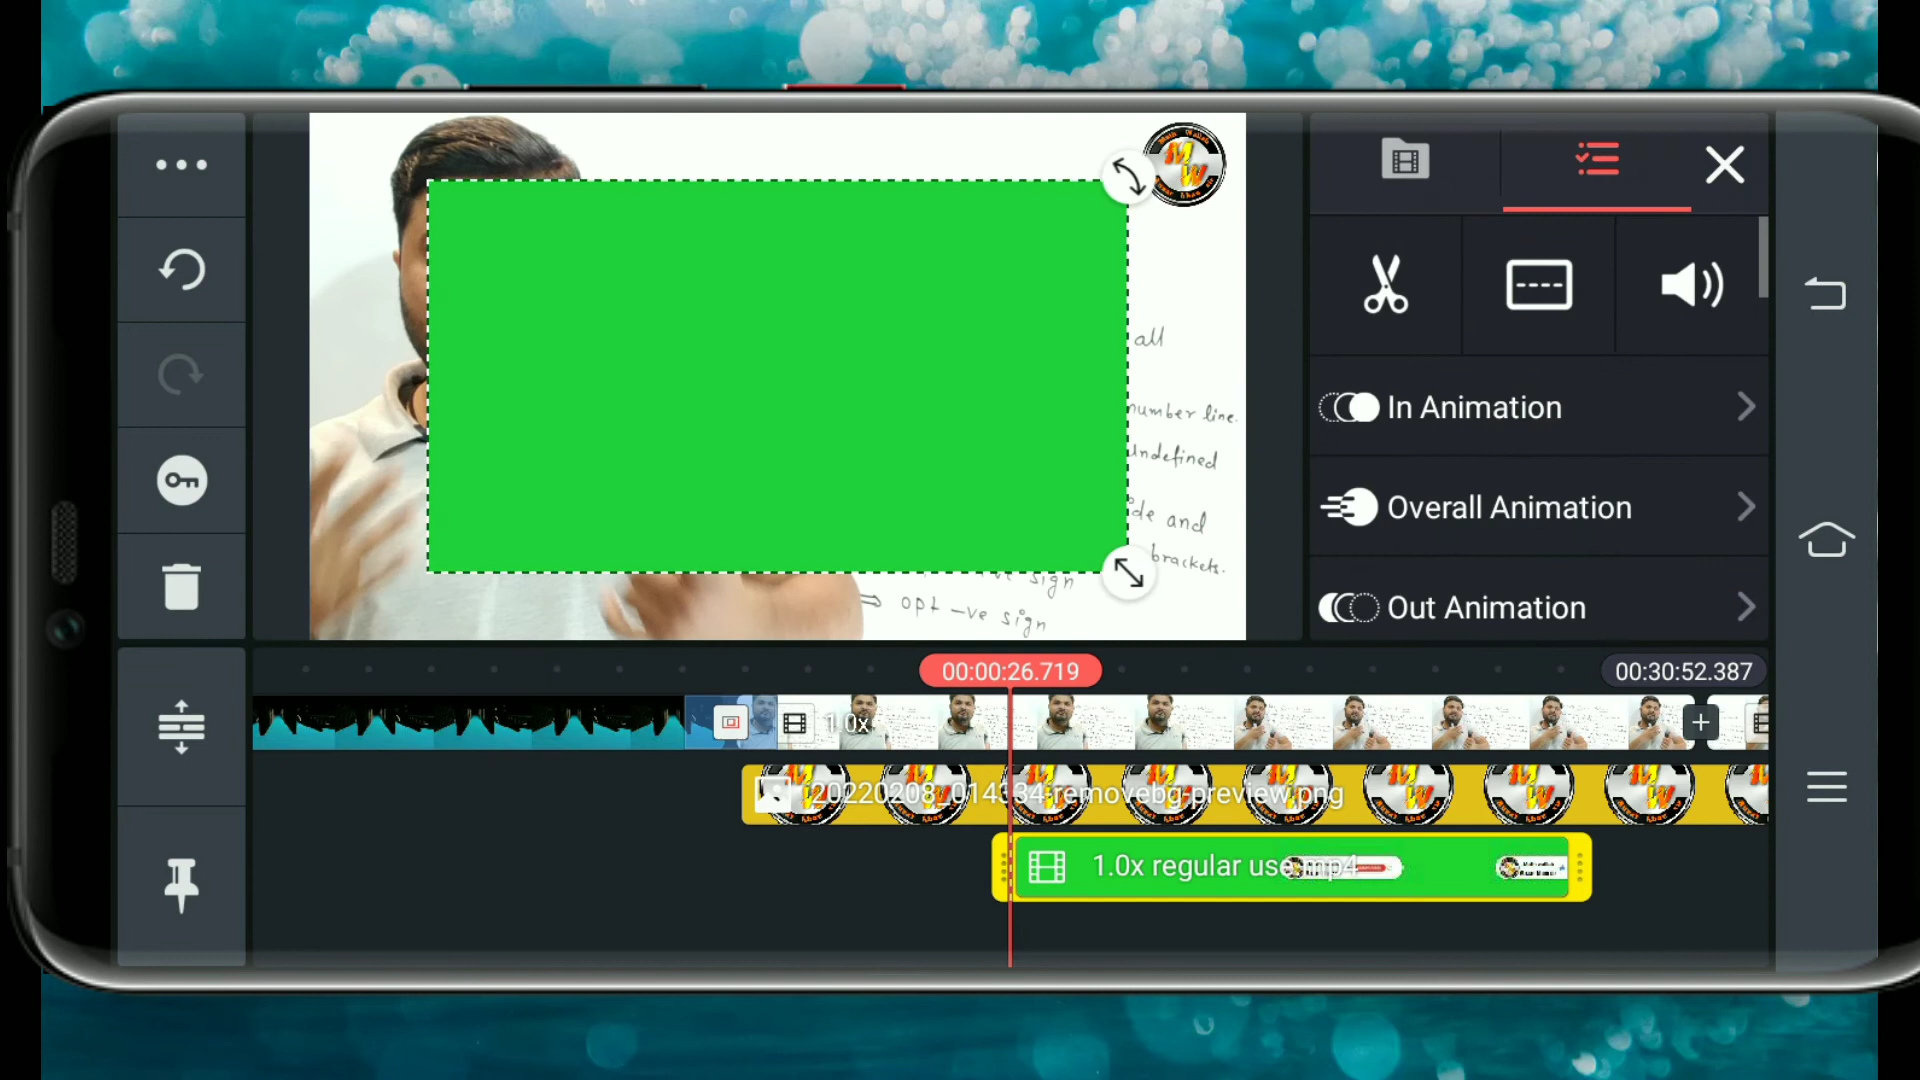 MW
all
number line.
undefined
ide and
brackets.
-ve sign
⇒ opt -ve sign
In Animation
Overall Animation
Out Animation
00:00:26.719
00:30:52.387
1.0x
20220208_014334-removebg-preview.png
1.0x regular use.mp4